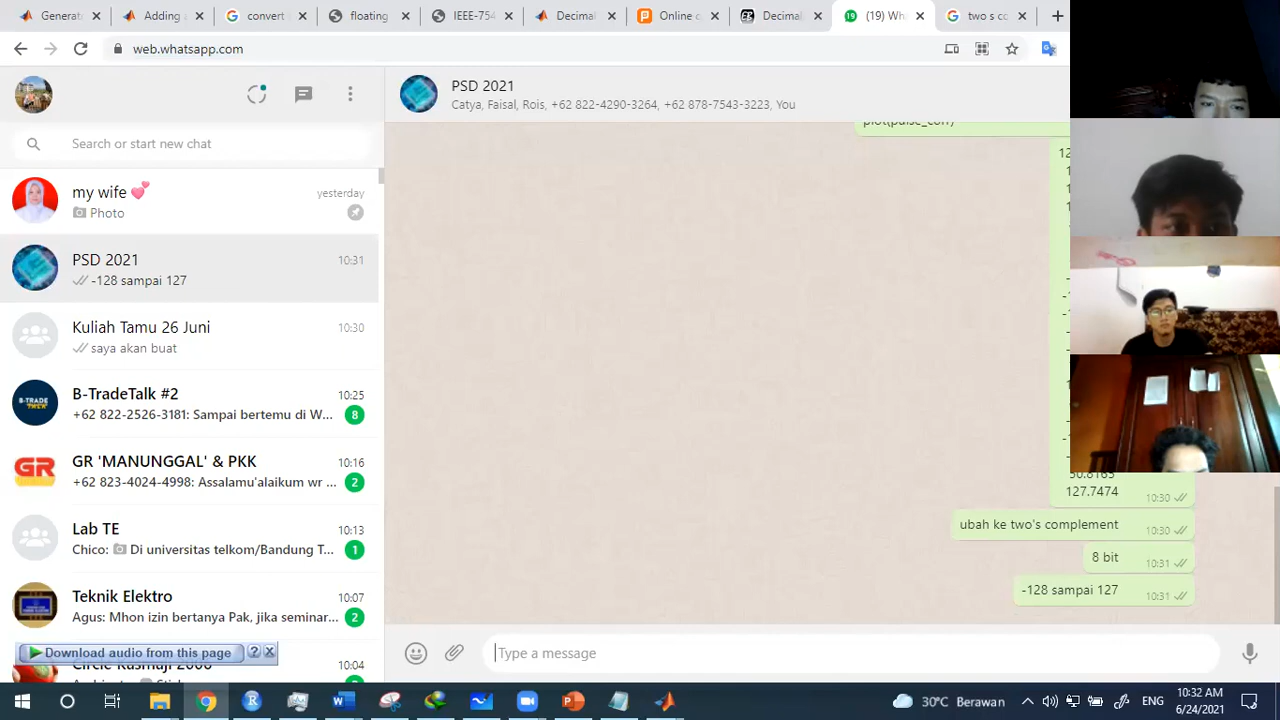 Generat
Adding
convert
floating
IEEE-754
Decimal
Online c
Decimal
(19) Wh
two s co
web.whatsapp.com
PSD 2021
Catya, Faisal, Rois, +62 822-4290-3264, +62 878-7543-3223, You
Search or start new chat
my wife
yesterday
Photo
PSD 2021
10:31
-128 sampai 127
Kuliah Tamu 26 Juni
10:30
saya akan buat
B-TradeTalk #2
10:25
+62 822-2526-3181: Sampai bertemu di W...
8
GR 'MANUNGGAL' & PKK
10:16
+62 823-4024-4998: Assalamu'alaikum wr ...
2
Lab TE
10:13
Chico: Di universitas telkom/Bandung T...
1
Teknik Elektro
10:07
Agus: Mhon izin bertanya Pak, jika seminar...
2
10:04
Download audio from this page
?
plot(pulse_corr)
50.8165
127.7474
10:30
ubah ke two's complement
10:30
8 bit
10:31
-128 sampai 127
10:31
Type a message
30°C Berawan
ENG
10:32 AM
6/24/2021